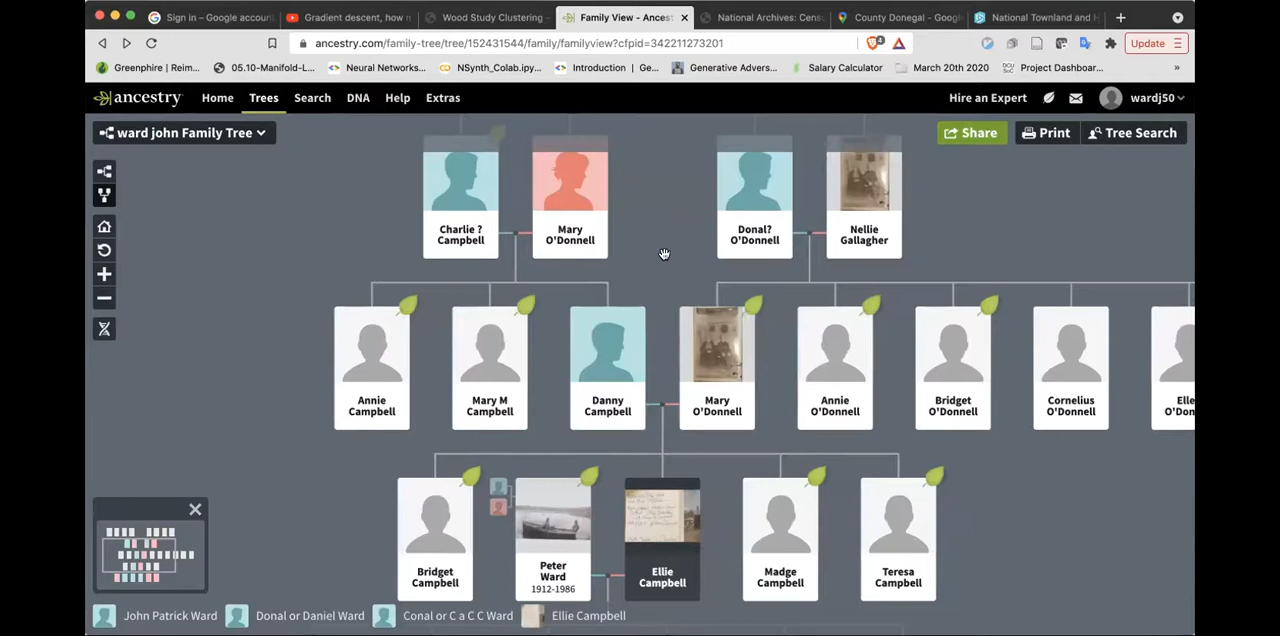 Sign in – Google accoun
Gradient descent, how n
Wood Study Clustering –
Family View - Ances
National Archives: Cens
County Donegal - Googl
National Townland and H
ancestry.com/family-tree/tree/152431544/family/familyview?cfpid=342211273201
Update
Greenphire | Reim...
05.10-Manifold-L...
Neural Networks...
NSynth_Colab.ipy...
Introduction | Ge...
Generative Advers...
Salary Calculator
March 20th 2020
Project Dashboar...
»
ancestry
Home
Trees
Search
DNA
Help
Extras
Hire an Expert
wardj50
ward john Family Tree
Share
Print
Tree Search
Charlie ?
Campbell
Mary
O'Donnell
Donal?
O'Donnell
Nellie
Gallagher
Annie
Campbell
Mary M
Campbell
Danny
Campbell
Mary
O'Donnell
Annie
O'Donnell
Bridget
O'Donnell
Cornelius
O'Donnell
Elle
O'Don
Bridget
Campbell
Peter
Ward
1912-1986
Ellie
Campbell
Madge
Campbell
Teresa
Campbell
John Patrick Ward
Donal or Daniel Ward
Conal or C a C C Ward
Ellie Campbell